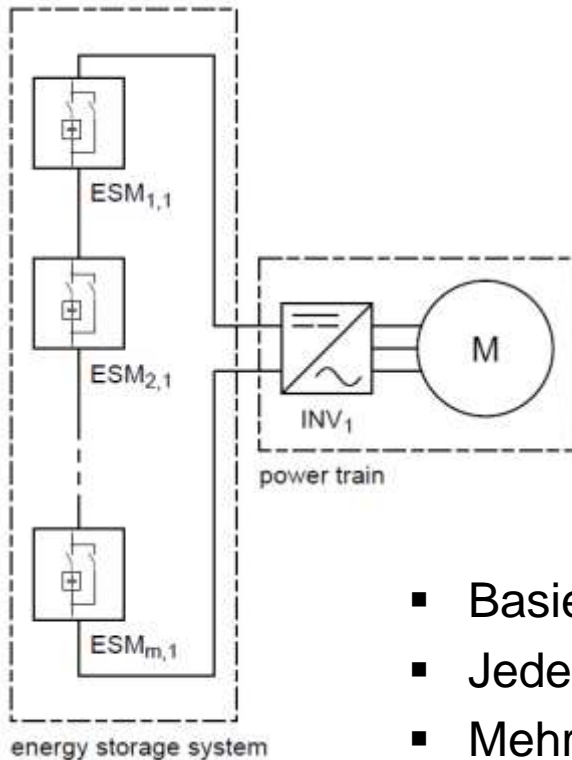 ESM1,1
ESM2,1
M
INV1
power train
ESMm,1
energy storage system
▪ Basie
▪ Jede
▪ Mehr